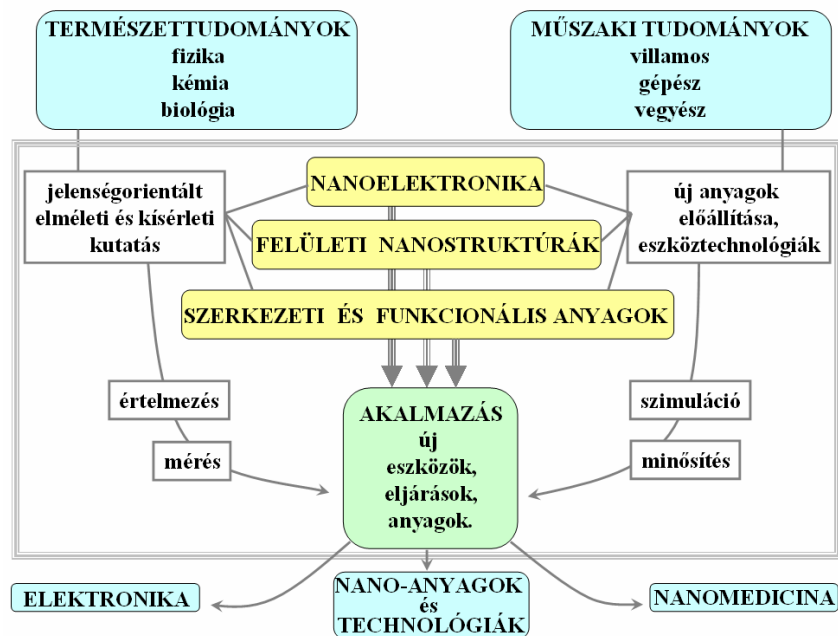 TERMÉSZETTUDOMÁNYOK
fizika
kémia
biológia
MŰSZAKI TUDOMÁNYOK
villamos
gépész
vegyész
jelenségorientált
elméleti és kísérleti
kutatás
NANOELEKTRONIKA
FELÜLETI NANOSTRUKTÚRÁK
SZERKEZETI ÉS FUNKCIONÁLIS ANYAGOK
új anyagok
előállítása,
eszköztechnológiák
értelmezés
mérés
AKALMAZÁS
új
eszközök,
eljárások,
anyagok.
szimuláció
minősítés
ELEKTRONIKA
NANO-ANYAGOK
és
TECHNOLÓGIÁK
NANOMEDICINA